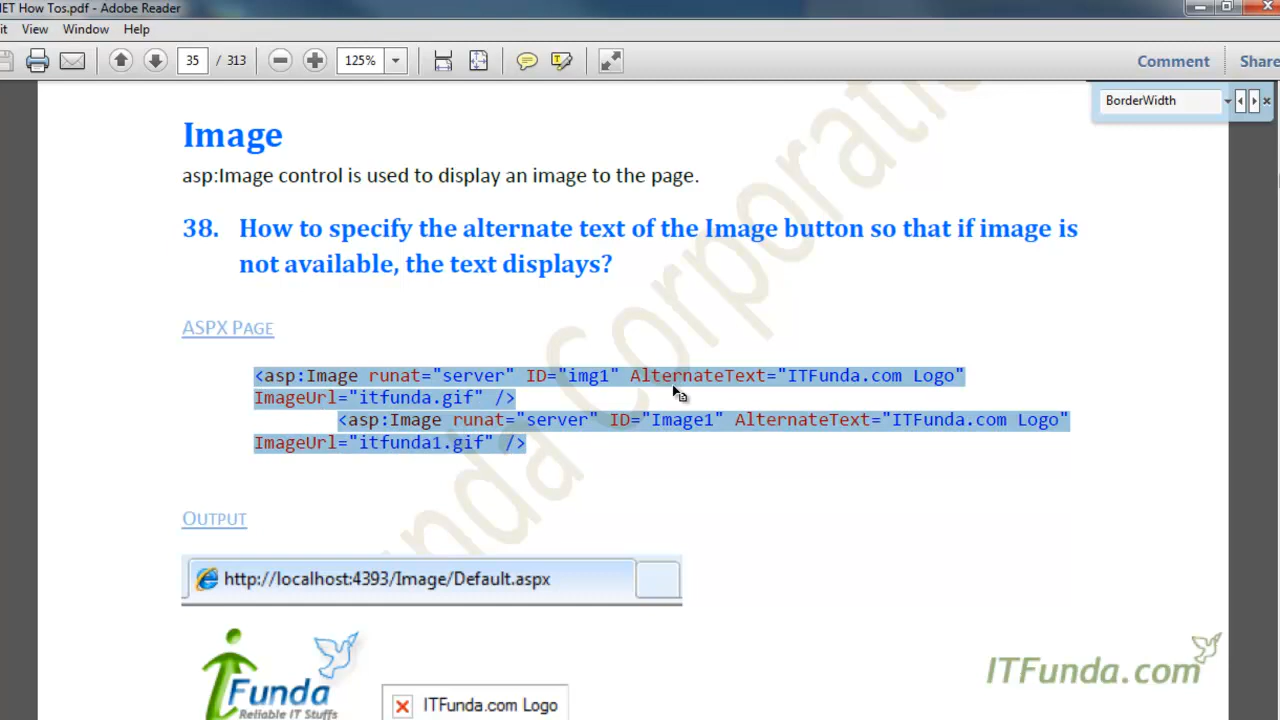 ET How Tos.pdf - Adobe Reader
it View Window Help
35 / 313 125% Comment Share
BorderWidth
Image
asp:Image control is used to display an image to the page.
38. How to specify the alternate text of the Image button so that if image is
not available, the text displays?
ASPX PAGE
<asp:Image runat="server" ID="img1" AlternateText="ITFunda.com Logo"
ImageUrl="itfunda.gif" />
<asp:Image runat="server" ID="Image1" AlternateText="ITFunda.com Logo"
ImageUrl="itfunda1.gif" />
OUTPUT
http://localhost:4393/Image/Default.aspx
iTFunda
Reliable IT Stuffs
ITFunda.com Logo
ITFunda.com
unda Corporatio